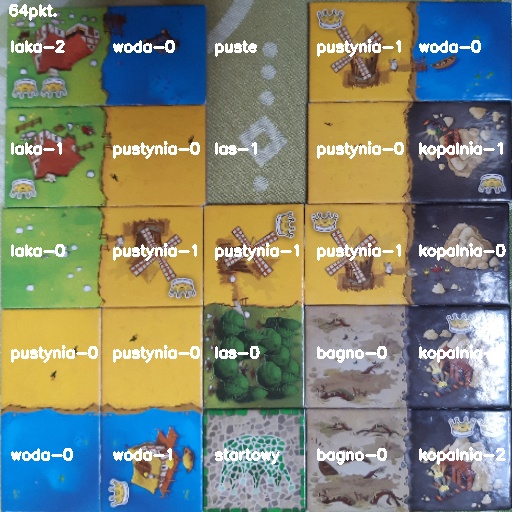 64pkt.
laka-2 woda-0 puste pustynia-1 woda-0
laka-1 pustynia-0 las-1 pustynia-0 kopalnia-1
laka-0 pustynia-1 pustynia-1 pustynia-1 kopalnia-0
pustynia-0 pustynia-0 las-0 bagno-0 kopalnia-
woda-0 woda-1 startowy bagno-0 kopalnia-2